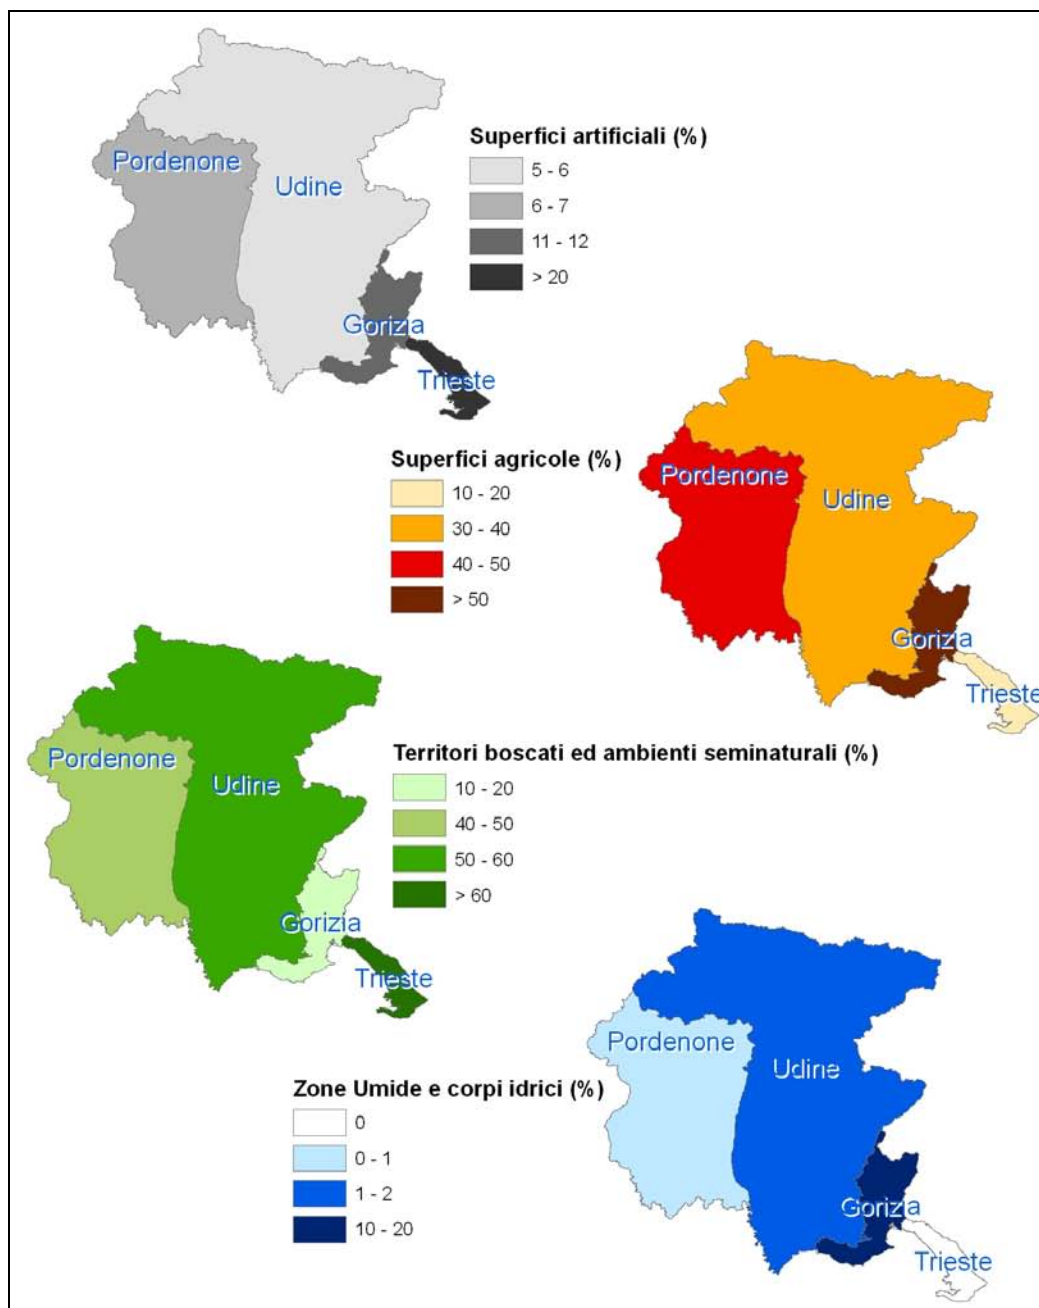 Pordenone
Udine
Gorizia
Trieste
Superfici artificiali (%)
5 - 6
6 - 7
11 - 12
> 20
Superfici agricole (%)
10 - 20
30 - 40
40 - 50
> 50
Pordenone
Udine
Gorizia
Trieste
Pordenone
Udine
Gorizia
Trieste
Territori boscati ed ambienti seminaturali (%)
10 - 20
40 - 50
50 - 60
> 60
Zone Umide e corpi idrici (%)
0
0 - 1
1 - 2
10 - 20
Pordenone
Udine
Gorizia
Trieste